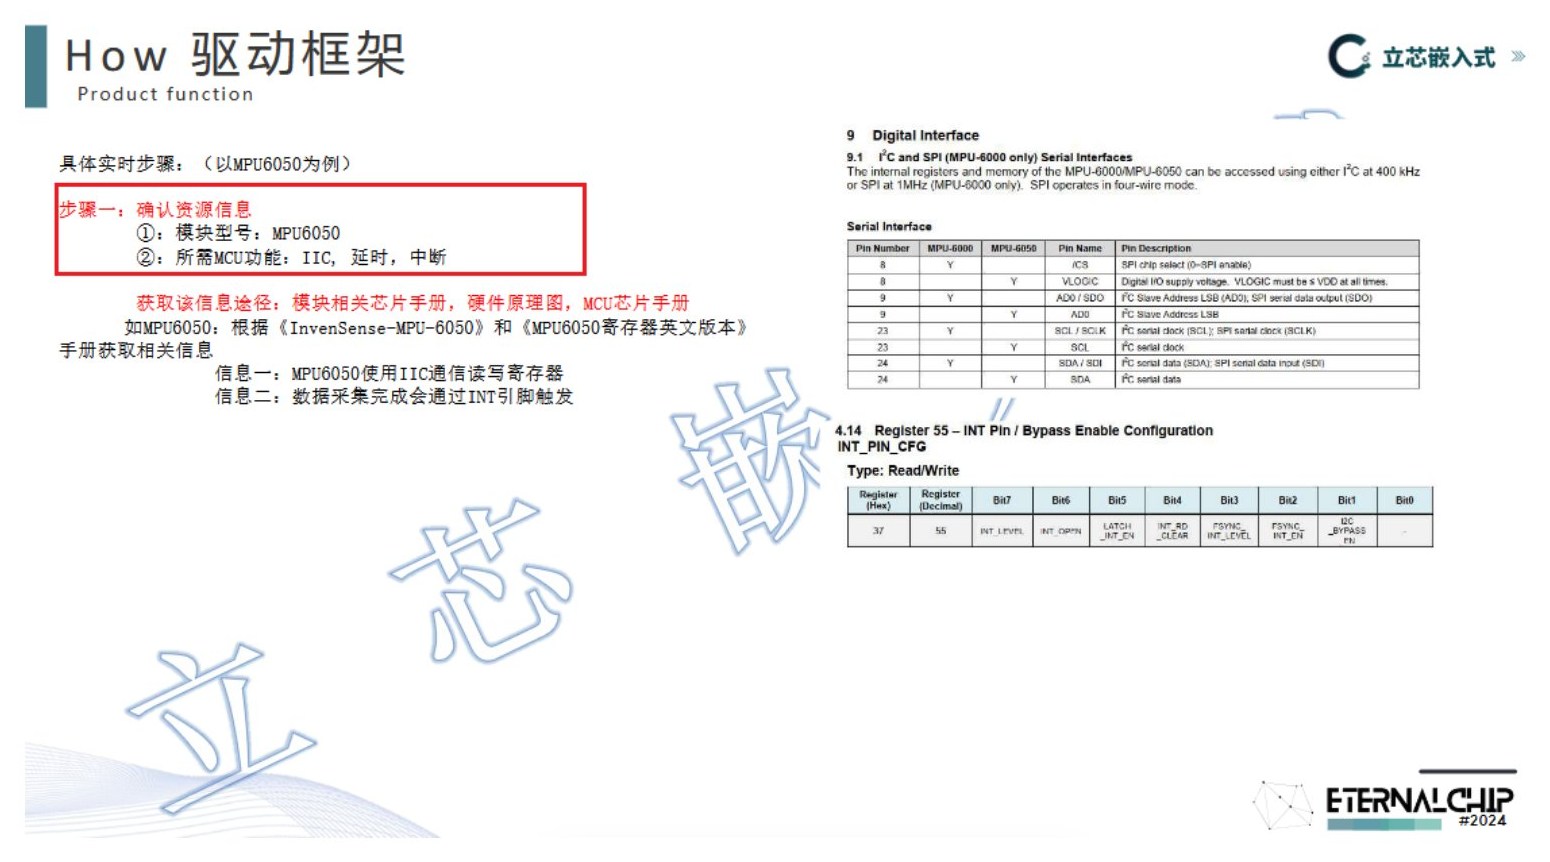 How 驱动框架
Product function
立芯嵌入式
具体实时步骤：（以MPU6050为例）
步骤一：确认资源信息
①：模块型号：MPU6050
②：所需MCU功能：IIC，延时，中断
获取该信息途径：模块相关芯片手册，硬件原理图，MCU芯片手册
如MPU6050：根据《InvenSense-MPU-6050》和《MPU6050寄存器英文版本》
手册获取相关信息
信息一：MPU6050使用IIC通信读写寄存器
信息二：数据采集完成会通过INT引脚触发
9 Digital Interface
9.1 I²C and SPI (MPU-6000 only) Serial Interfaces
The internal registers and memory of the MPU-6000/MPU-6050 can be accessed using either I²C at 400 kHz
or SPI at 1MHz (MPU-6000 only). SPI operates in four-wire mode.
Serial Interface
Pin Number MPU-6000 MPU-6050 Pin Name Pin Description
8 Y /CS SPI chip select (0=SPI enable)
8 Y VLOGIC Digital I/O supply voltage. VLOGIC must be ≤ VDD at all times.
9 Y AD0 / SDO I²C Slave Address LSB (AD0); SPI serial data output (SDO)
9 Y AD0 I²C Slave Address LSB
23 Y SCL / SCLK I²C serial clock (SCL); SPI serial clock (SCLK)
23 Y SCL I²C serial clock
24 Y SDA / SDI I²C serial data (SDA); SPI serial data input (SDI)
24 Y SDA I²C serial data
4.14 Register 55 – INT Pin / Bypass Enable Configuration
INT_PIN_CFG
Type: Read/Write
Register (Hex) Register (Decimal) Bit7 Bit6 Bit5 Bit4 Bit3 Bit2 Bit1 Bit0
37 55 INT_LEVEL INT_OPEN LATCH_INT_EN INT_RD_CLEAR FSYNC_INT_LEVEL FSYNC_INT_EN I2C_BYPASS_EN -
立芯嵌
ETERNALCHIP
#2024